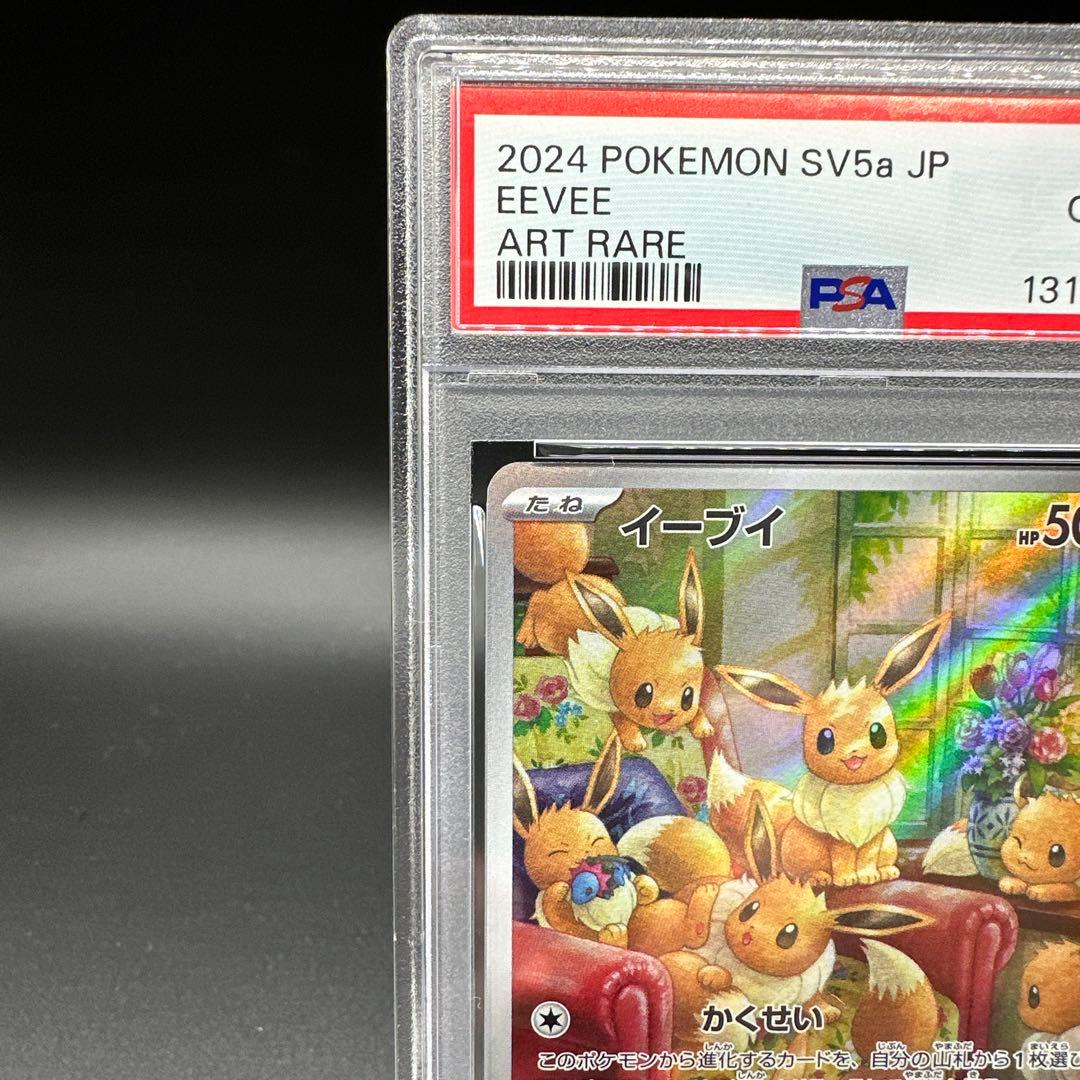 2024 POKEMON SV5a JP
EEVEE
ART RARE
PSA
131
たね
イーブイ
HP 50
かくせい
このポケモンから進化するカードを、自分の山札から1枚選び